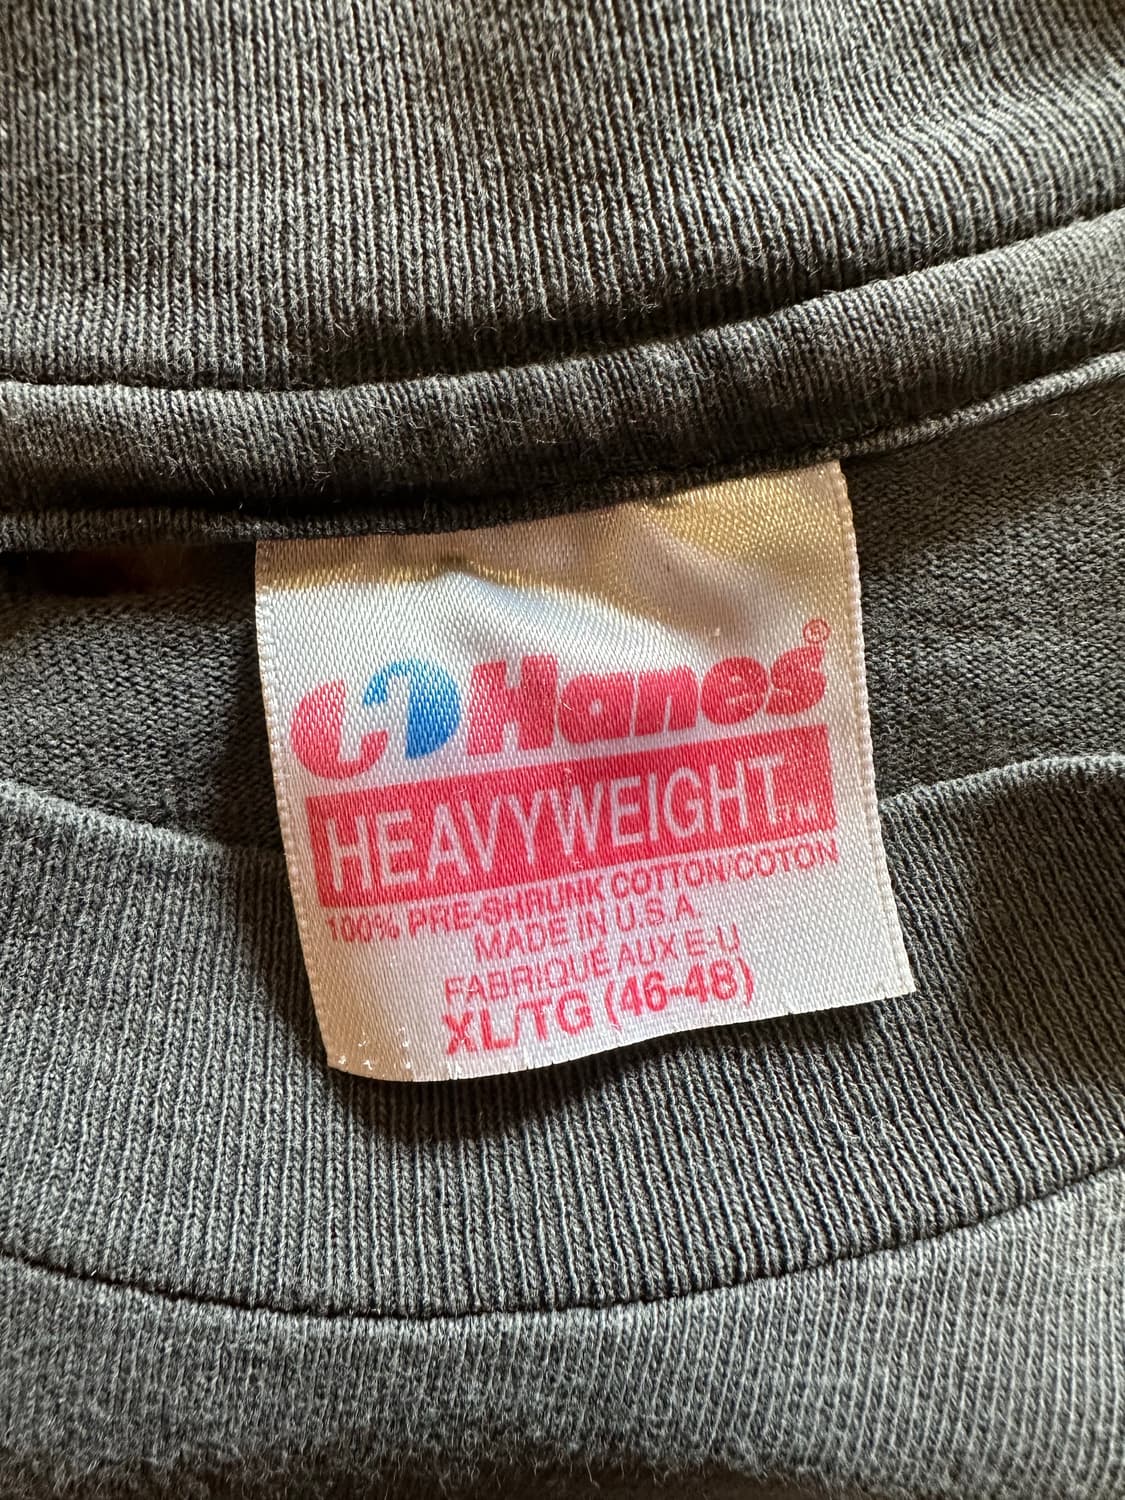 Hanes®
HEAVYWEIGHT™
100% PRE-SHRUNK COTTON/COTON
MADE IN U.S.A
FABRIQUÉ AUX E-U
XL/TG (46-48)